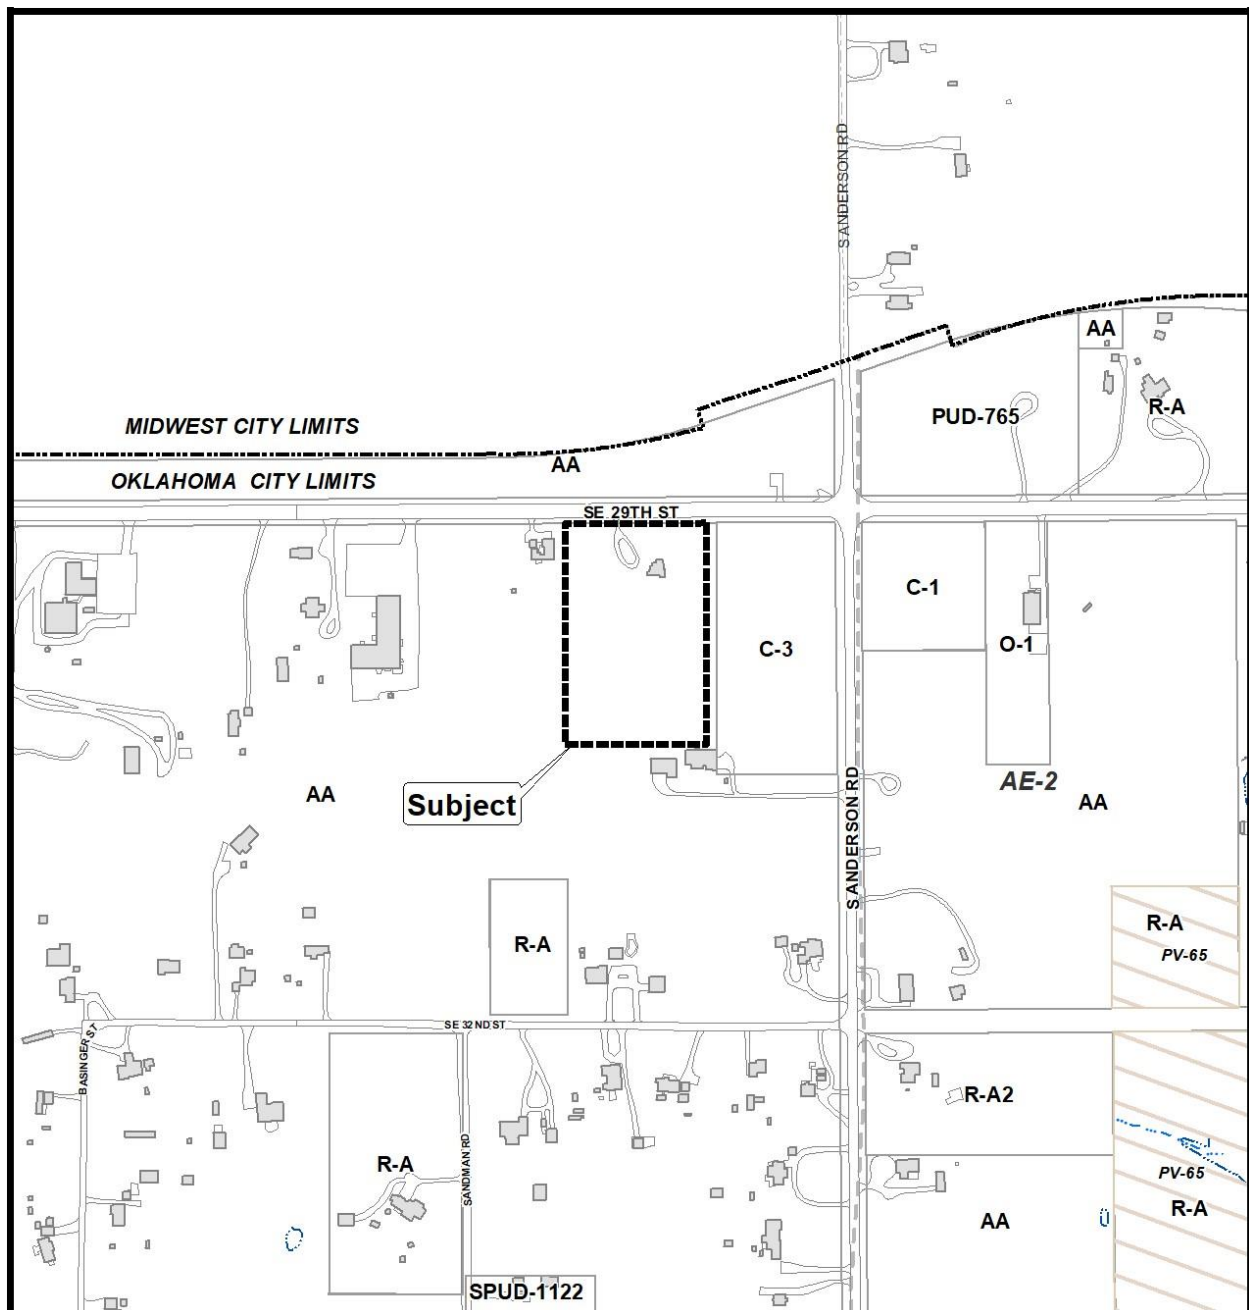 S ANDERSON RD
AA
PUD-765
R-A
MIDWEST CITY LIMITS
AA
OKLAHOMA CITY LIMITS
SE 29TH ST
C-1
C-3
O-1
AE-2
AA
Subject
AA
S ANDERSON RD
R-A
PV-65
R-A
SE 32ND ST
BASINGER ST
R-A2
R-A
SANDMAN RD
PV-65
R-A
AA
SPUD-1122